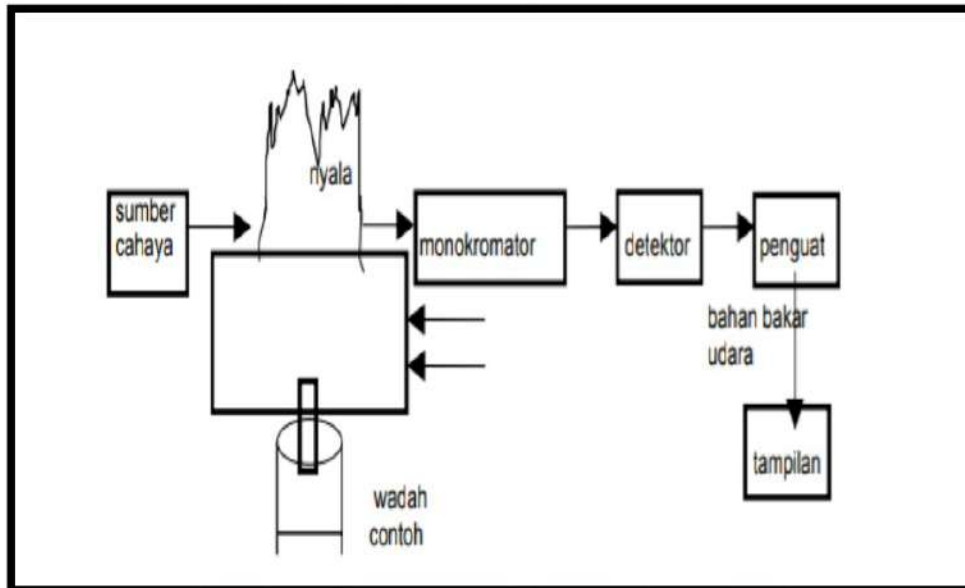 nyala
sumber
cahaya
monokromator
detektor
penguat
bahan bakar
udara
tampilan
wadah
contoh